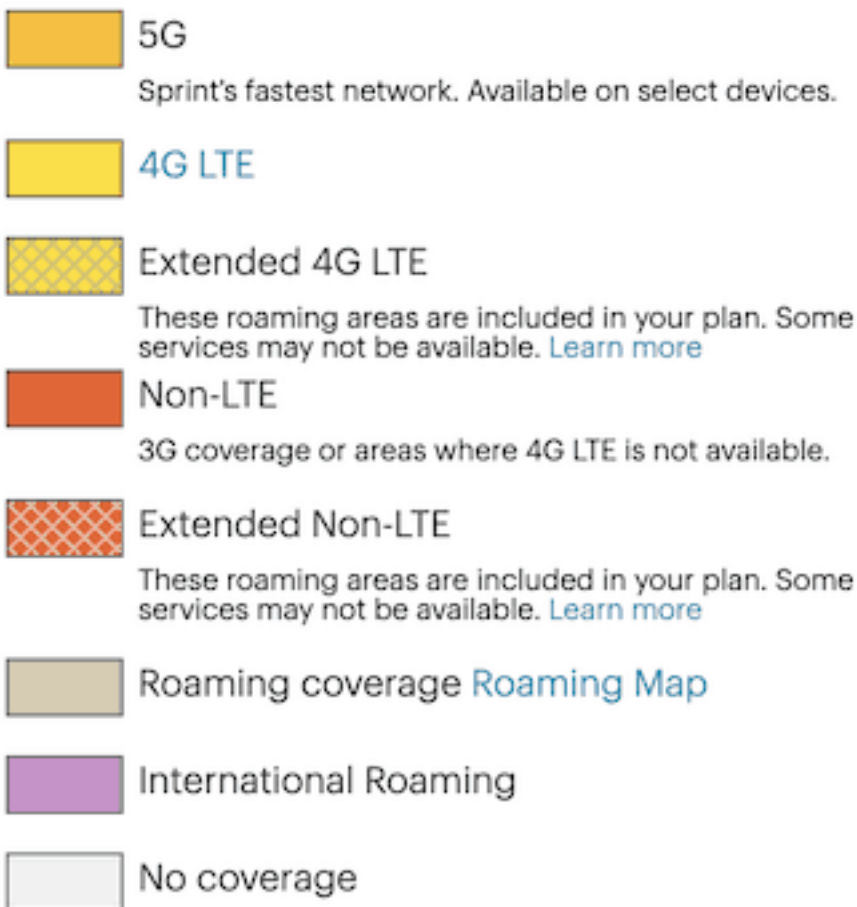 5G
Sprint's fastest network. Available on select devices.
4G LTE
Extended 4G LTE
These roaming areas are included in your plan. Some
services may not be available. Learn more
Non-LTE
3G coverage or areas where 4G LTE is not available.
Extended Non-LTE
These roaming areas are included in your plan. Some
services may not be available. Learn more
Roaming coverage Roaming Map
International Roaming
No coverage